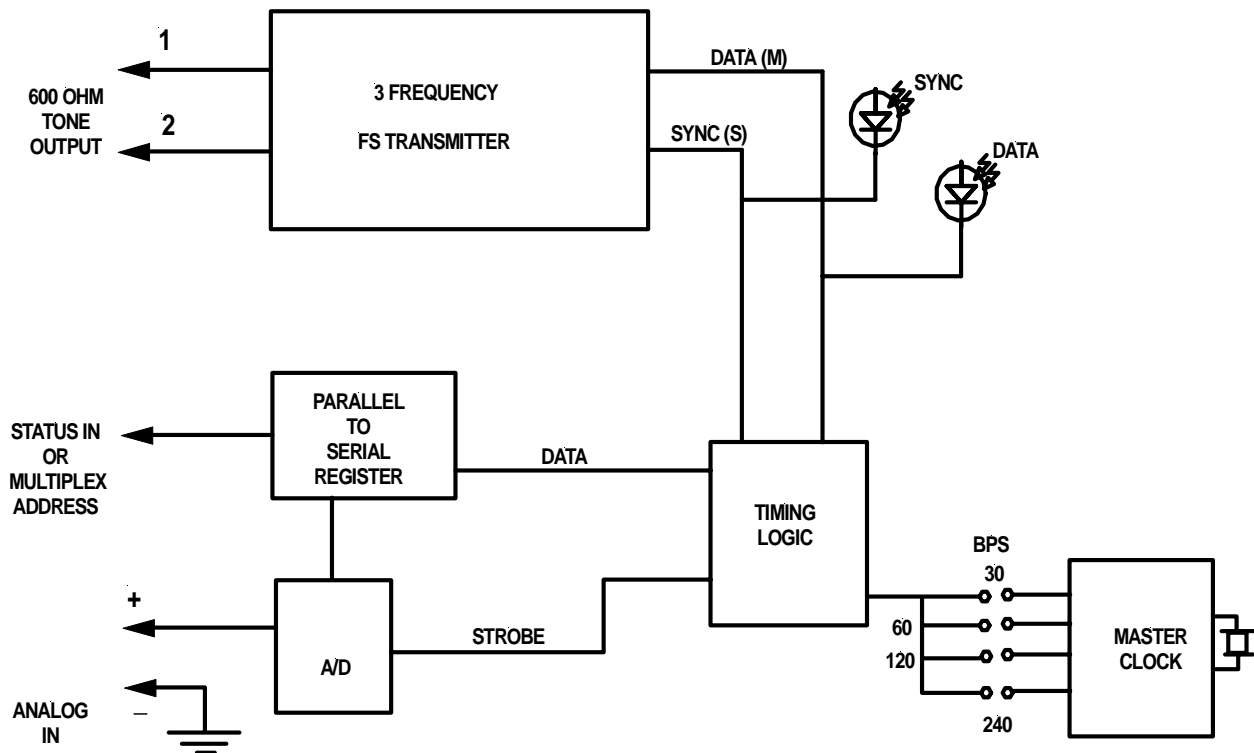 1
600 OHM
TONE
OUTPUT
2
3 FREQUENCY
FS TRANSMITTER
DATA (M)
SYNC (S)
SYNC
DATA
STATUS IN
OR
MULTIPLEX
ADDRESS
PARALLEL
TO
SERIAL
REGISTER
DATA
TIMING
LOGIC
+
A/D
STROBE
ANALOG
IN
–
BPS
30
60
120
240
MASTER
CLOCK